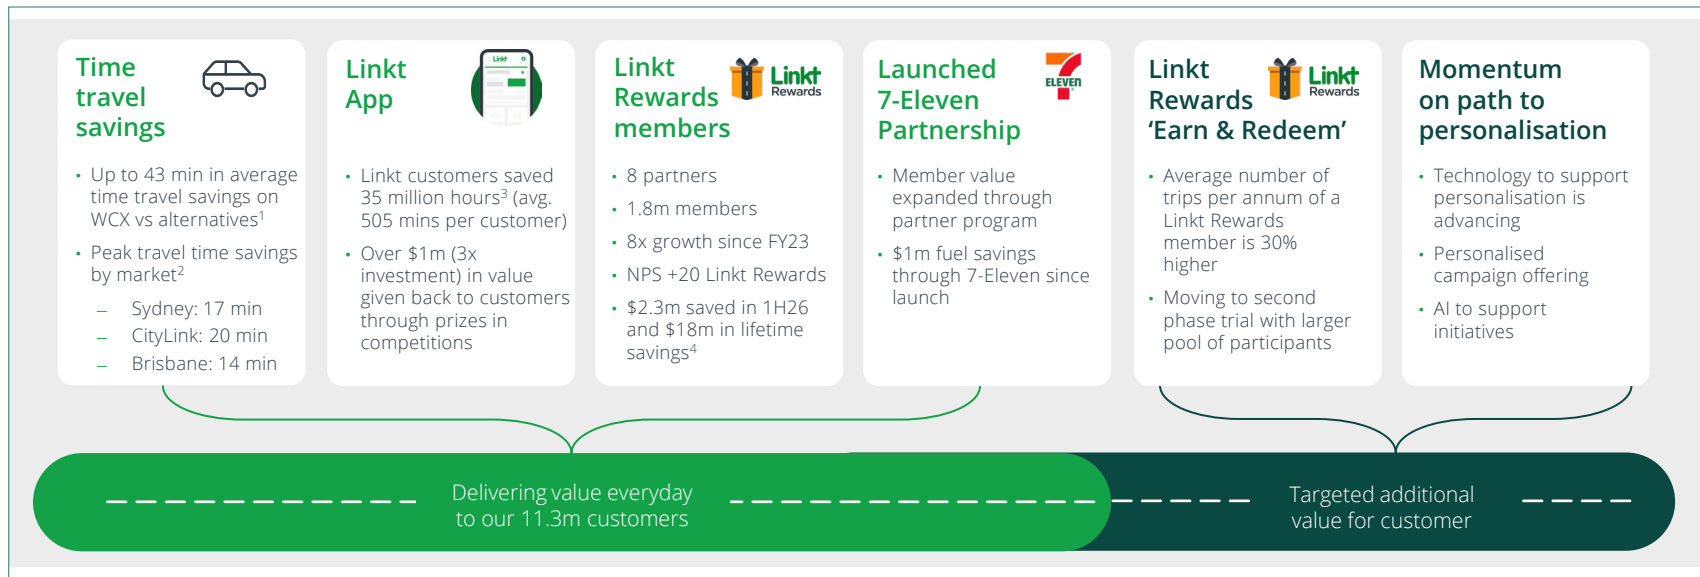 Time
travel
savings
• Up to 43 min in average
time travel savings on
WCX vs alternatives¹
• Peak travel time savings
by market²
– Sydney: 17 min
– CityLink: 20 min
– Brisbane: 14 min
Linkt
App
Linkt
• Linkt customers saved
35 million hours³ (avg.
505 mins per customer)
• Over $1m (3x
investment) in value
given back to customers
through prizes in
competitions
Linkt
Rewards
members
Linkt
Rewards
• 8 partners
• 1.8m members
• 8x growth since FY23
• NPS +20 Linkt Rewards
• $2.3m saved in 1H26
and $18m in lifetime
savings⁴
Launched
7-Eleven
Partnership
7
ELEVEN
• Member value
expanded through
partner program
• $1m fuel savings
through 7-Eleven since
launch
Linkt
Rewards
‘Earn & Redeem’
Linkt
Rewards
• Average number of
trips per annum of a
Linkt Rewards
member is 30%
higher
• Moving to second
phase trial with larger
pool of participants
Momentum
on path to
personalisation
• Technology to support
personalisation is
advancing
• Personalised
campaign offering
• AI to support
initiatives
Delivering value everyday
to our 11.3m customers
Targeted additional
value for customer